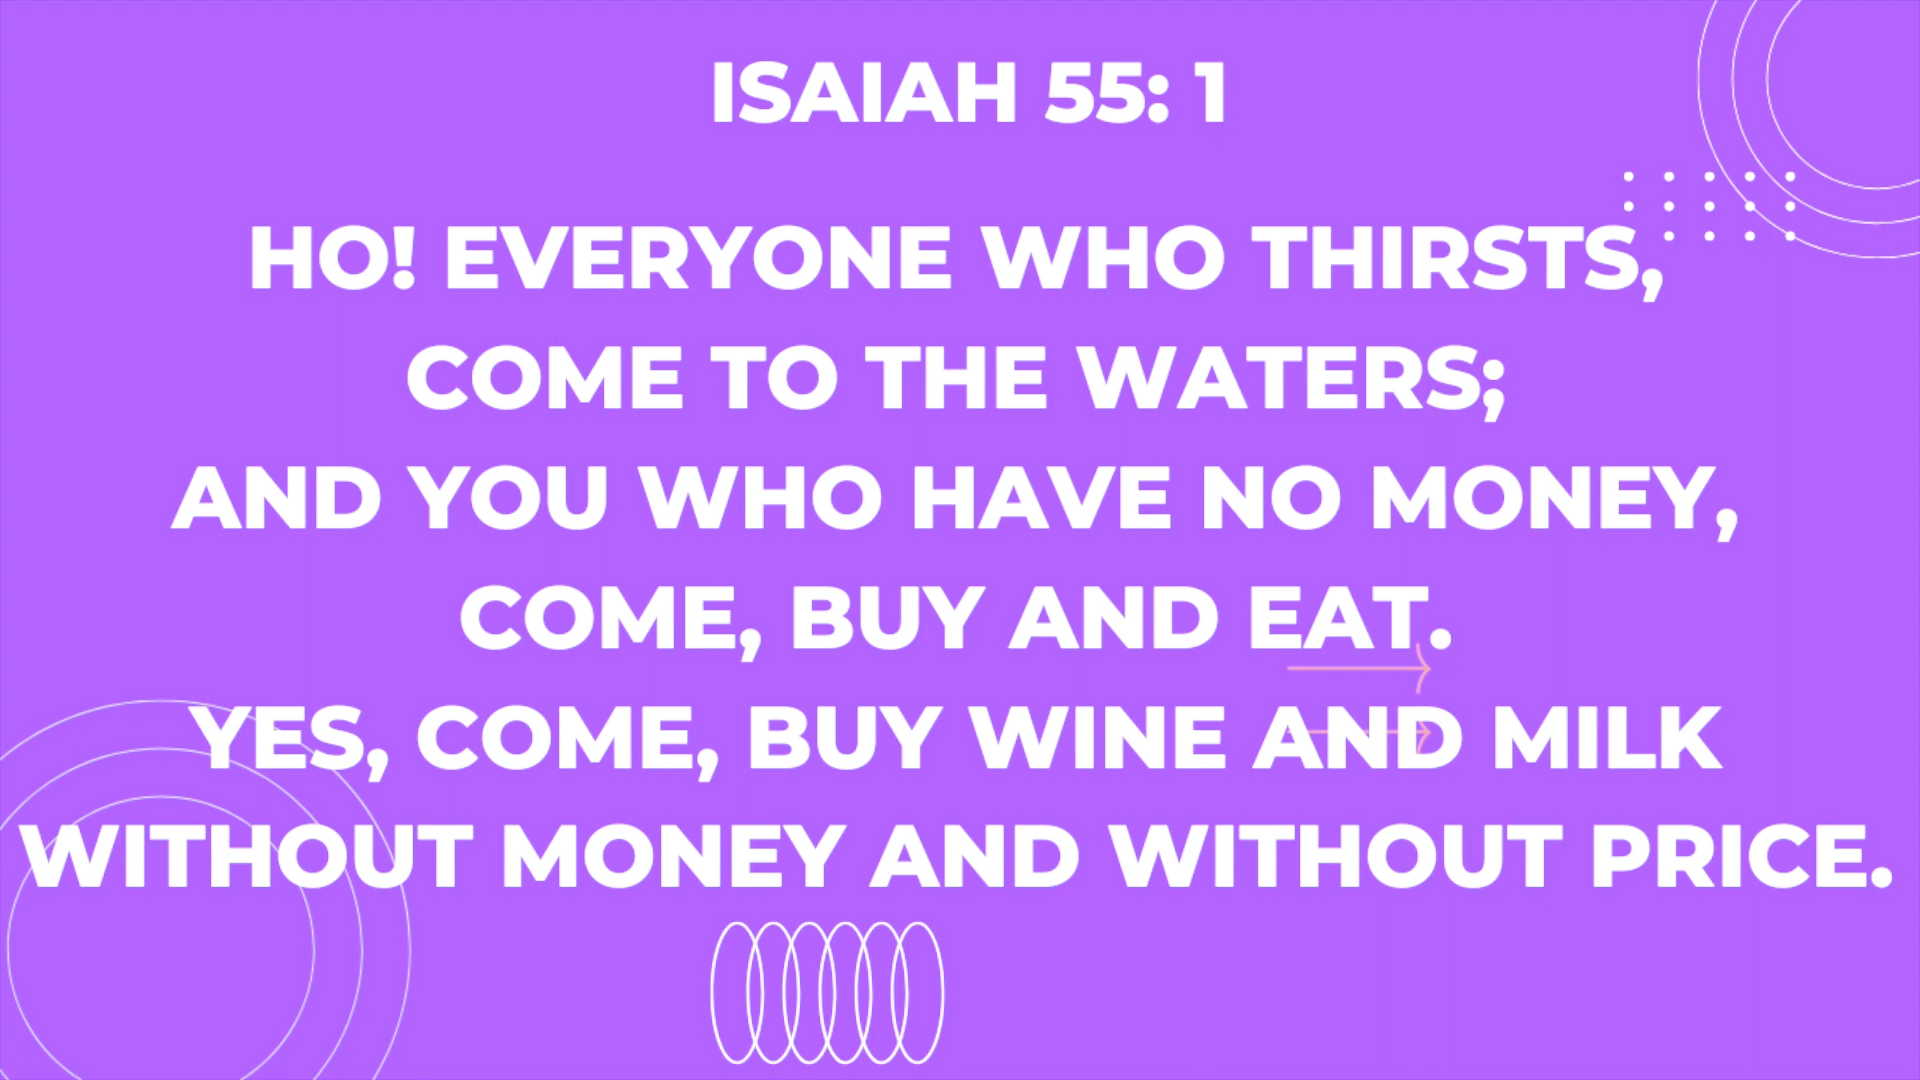 ISAIAH 55: 1
HO! EVERYONE WHO THIRSTS,
COME TO THE WATERS;
AND YOU WHO HAVE NO MONEY,
COME, BUY AND EAT.
YES, COME, BUY WINE AND MILK
WITHOUT MONEY AND WITHOUT PRICE.